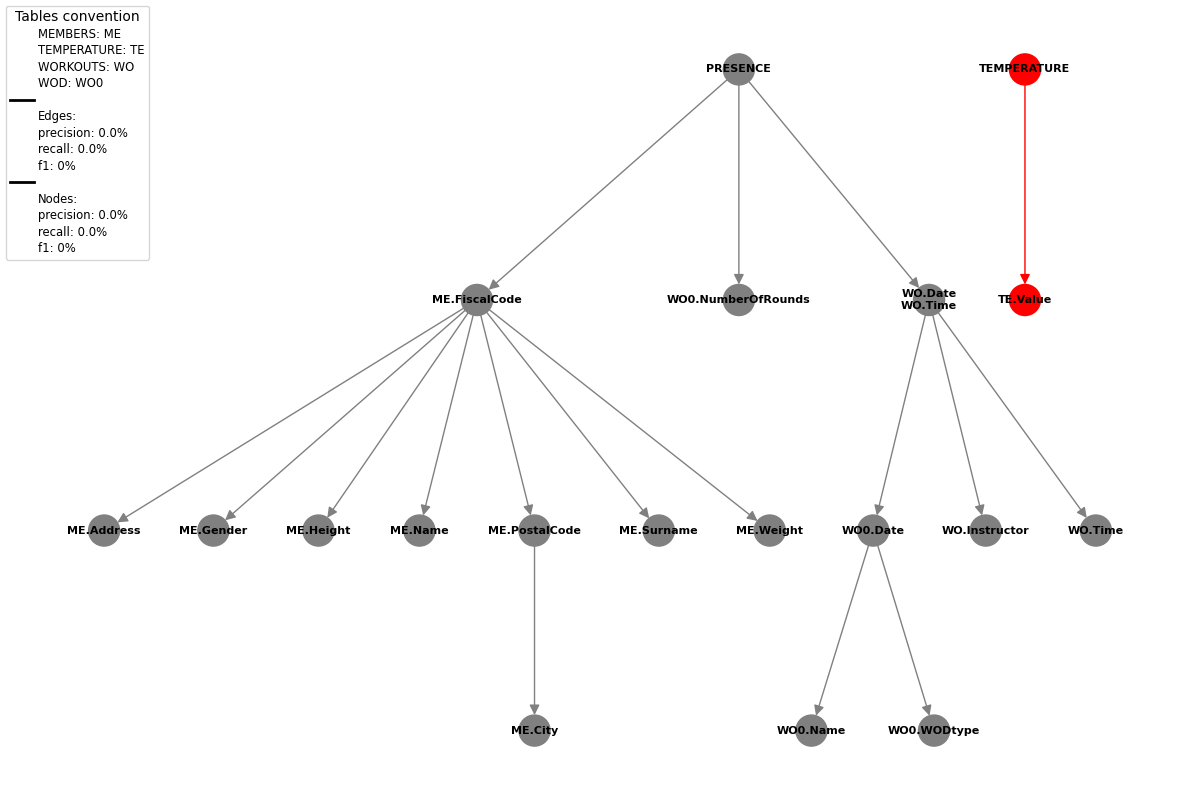 Tables convention
MEMBERS: ME
TEMPERATURE: TE
WORKOUTS: WO
WOD: WO0
Edges:
precision: 0.0%
recall: 0.0%
f1: 0%
Nodes:
precision: 0.0%
recall: 0.0%
f1: 0%
PRESENCE
TEMPERATURE
ME.FiscalCode
WO0.NumberOfRounds
WO.Date
WO.Time
TE.Value
ME.Address
ME.Gender
ME.Height
ME.Name
ME.PostalCode
ME.Surname
ME.Weight
WO0.Date
WO.Instructor
WO.Time
ME.City
WO0.Name
WO0.WODtype